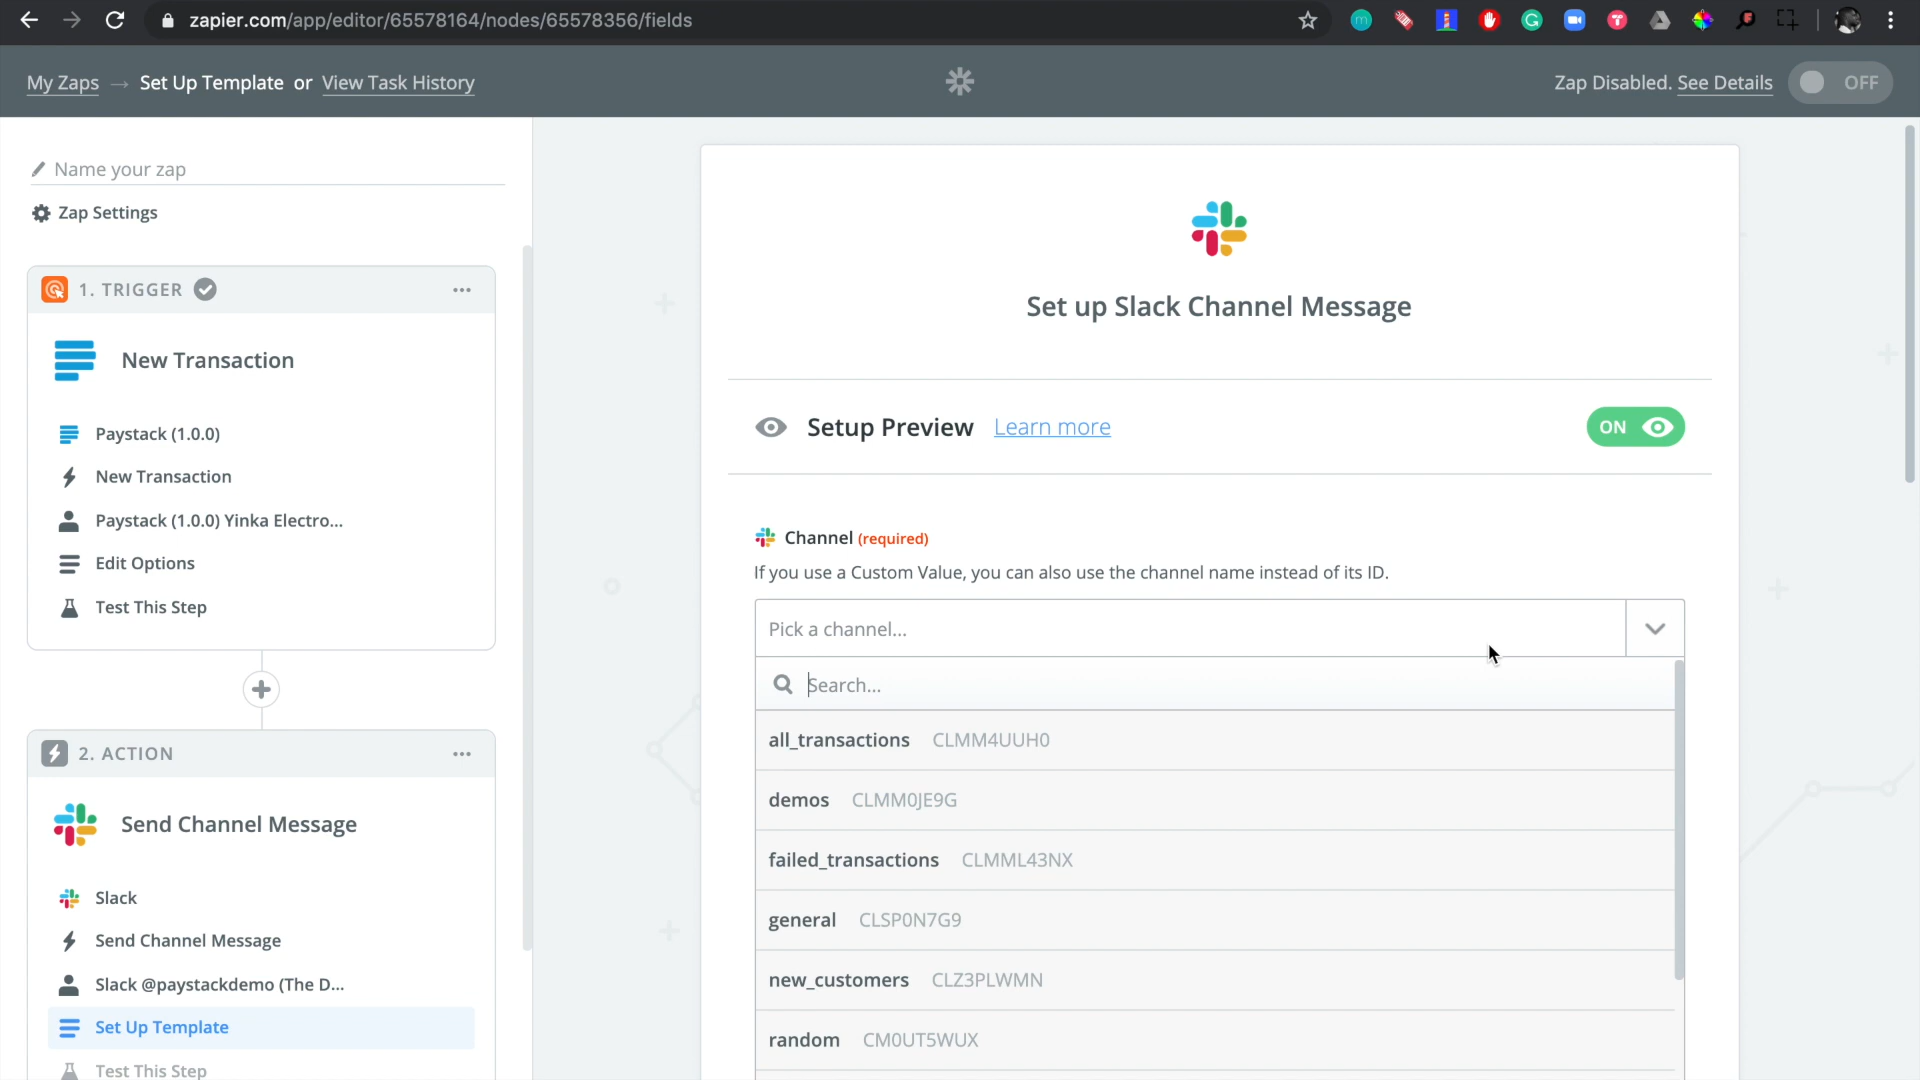 zapier.com/app/editor/65578164/nodes/65578356/fields
My Zaps → Set Up Template or View Task History
Zap Disabled. See Details OFF
Name your zap
Zap Settings
1. TRIGGER
New Transaction
Paystack (1.0.0)
New Transaction
Paystack (1.0.0) Yinka Electro...
Edit Options
Test This Step
2. ACTION
Send Channel Message
Slack
Send Channel Message
Slack @paystackdemo (The D...
Set Up Template
Test This Step
Set up Slack Channel Message
Setup Preview Learn more ON
Channel (required)
If you use a Custom Value, you can also use the channel name instead of its ID.
Pick a channel...
Search...
all_transactions CLMM4UUH0
demos CLMM0JE9G
failed_transactions CLMML43NX
general CLSP0N7G9
new_customers CLZ3PLWMN
random CM0UT5WUX